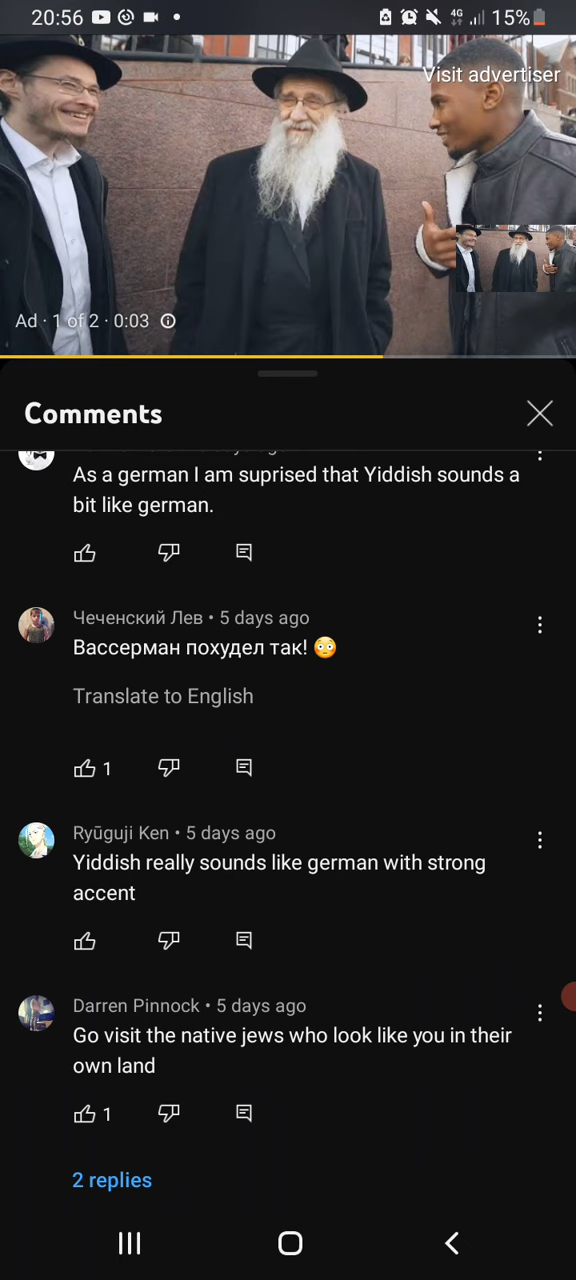 20:56
4G
15%
Visit advertiser
Ad · 1 of 2 · 0:03
Comments
As a german I am suprised that Yiddish sounds a
bit like german.
Чеченский Лев • 5 days ago
Вассерман похудел так! 😳
Translate to English
1
Ryūguji Ken • 5 days ago
Yiddish really sounds like german with strong
accent
Darren Pinnock • 5 days ago
Go visit the native jews who look like you in their
own land
1
2 replies